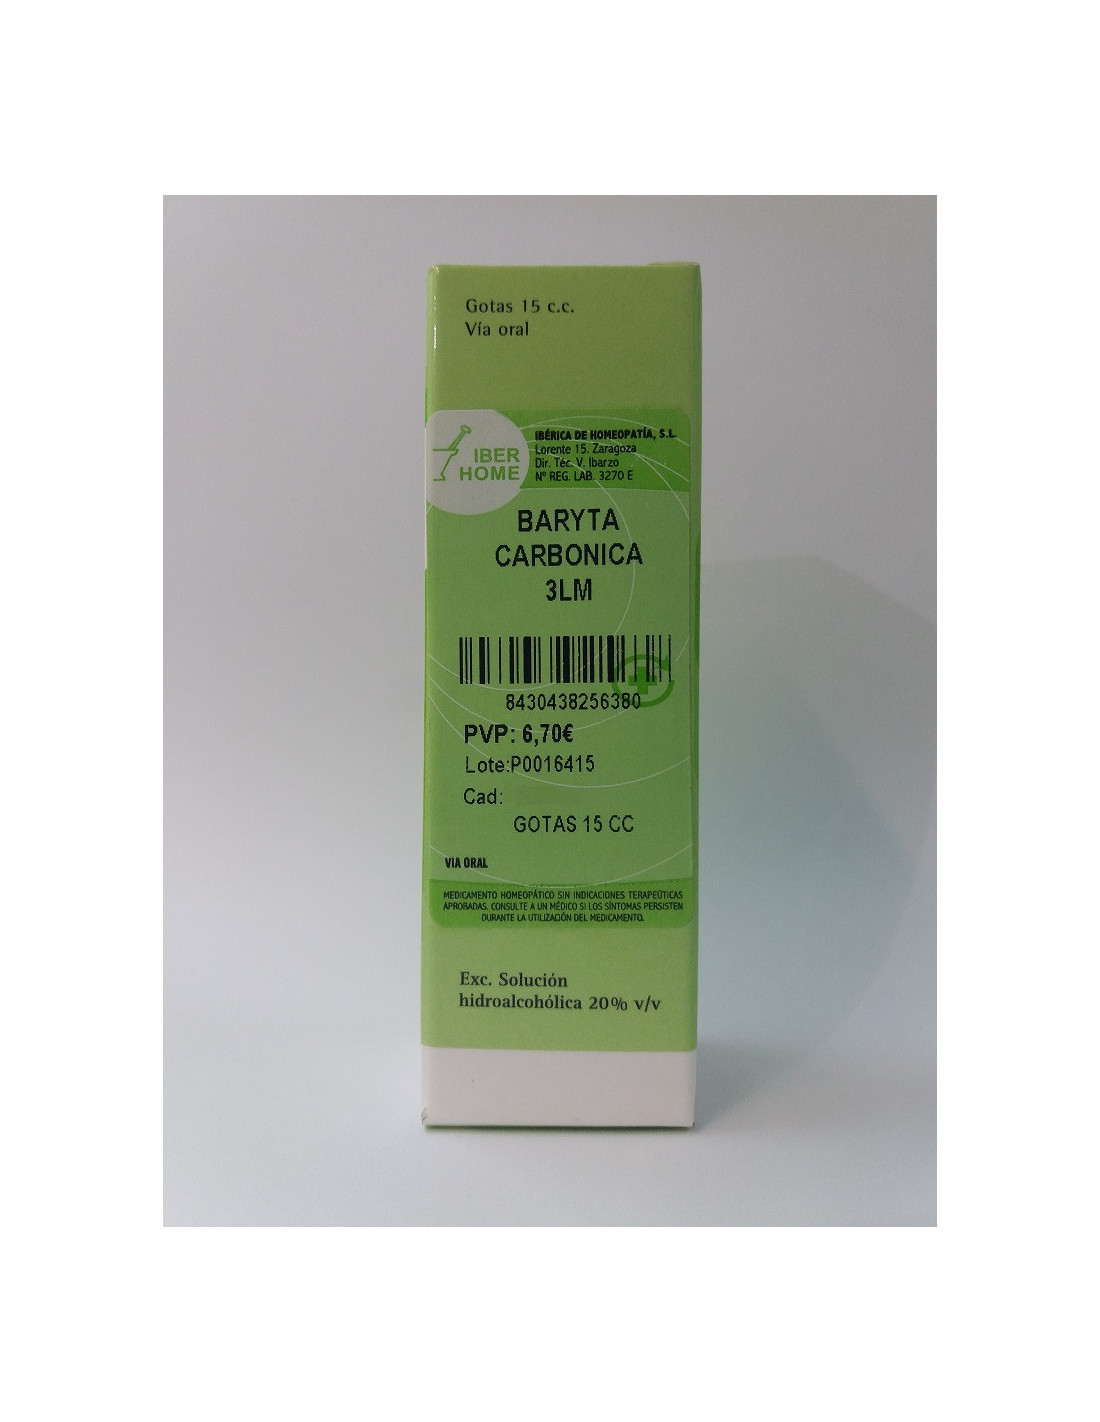 Gotas 15 c.c.
Vía oral
IBER
HOME
IBÉRICA DE HOMEOPATÍA, S.L.
Lorente 15. Zaragoza
Dir. Téc. V. Ibarzo
Nº REG. LAB. 3270 E
BARYTA
CARBONICA
3LM
8430438256380
PVP: 6,70€
Lote:P0016415
Cad:
GOTAS 15 CC
VIA ORAL
MEDICAMENTO HOMEOPÁTICO SIN INDICACIONES TERAPEÚTICAS
APROBADAS. CONSULTE A UN MÉDICO SI LOS SÍNTOMAS PERSISTEN
DURANTE LA UTILIZACIÓN DEL MEDICAMENTO.
Exc. Solución
hidroalcohólica 20% v/v